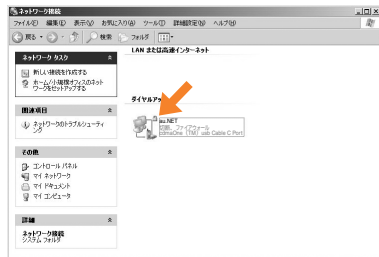 ネットワーク接続
ファイル(F) 編集(E) 表示(V) お気に入り(A) ツール(T) 詳細設定(N) ヘルプ(H)
戻る 検索 フォルダ
ネットワーク タスク
新しい接続を作成する
ホーム/小規模オフィスのネットワークをセットアップする
関連項目
ネットワークのトラブルシューティング
その他
コントロール パネル
マイ ネットワーク
マイ ドキュメント
マイ コンピュータ
詳細
ネットワーク接続
システム フォルダ
LAN または高速インターネット
ダイヤルアッ
au.NET
切断、ファイアウォール
cdmaOne (TM) usb Cable C Port